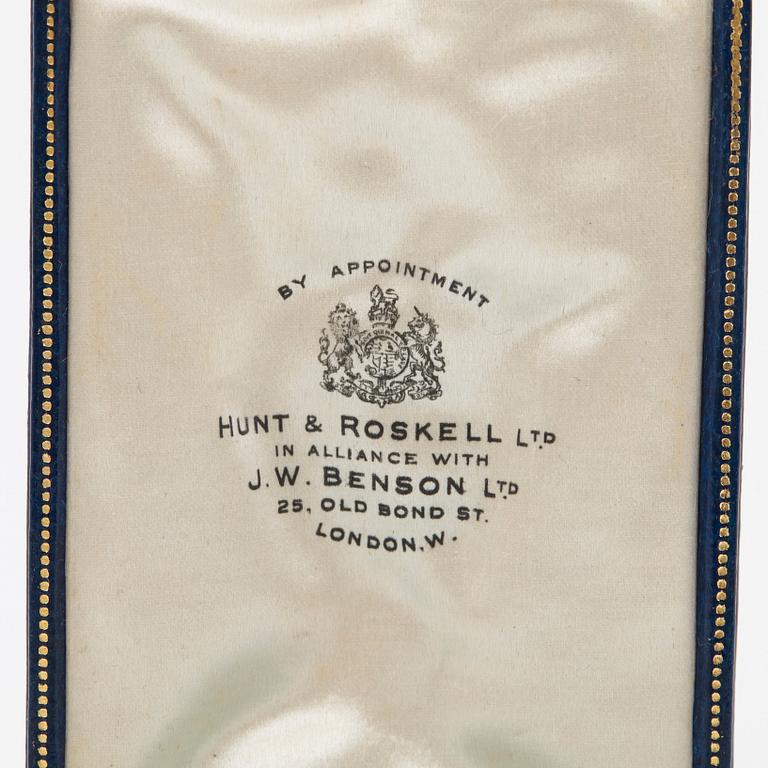 BY APPOINTMENT
HUNT & ROSKELL LTD
IN ALLIANCE WITH
J.W. BENSON LTD
25, OLD BOND ST.
LONDON, W.